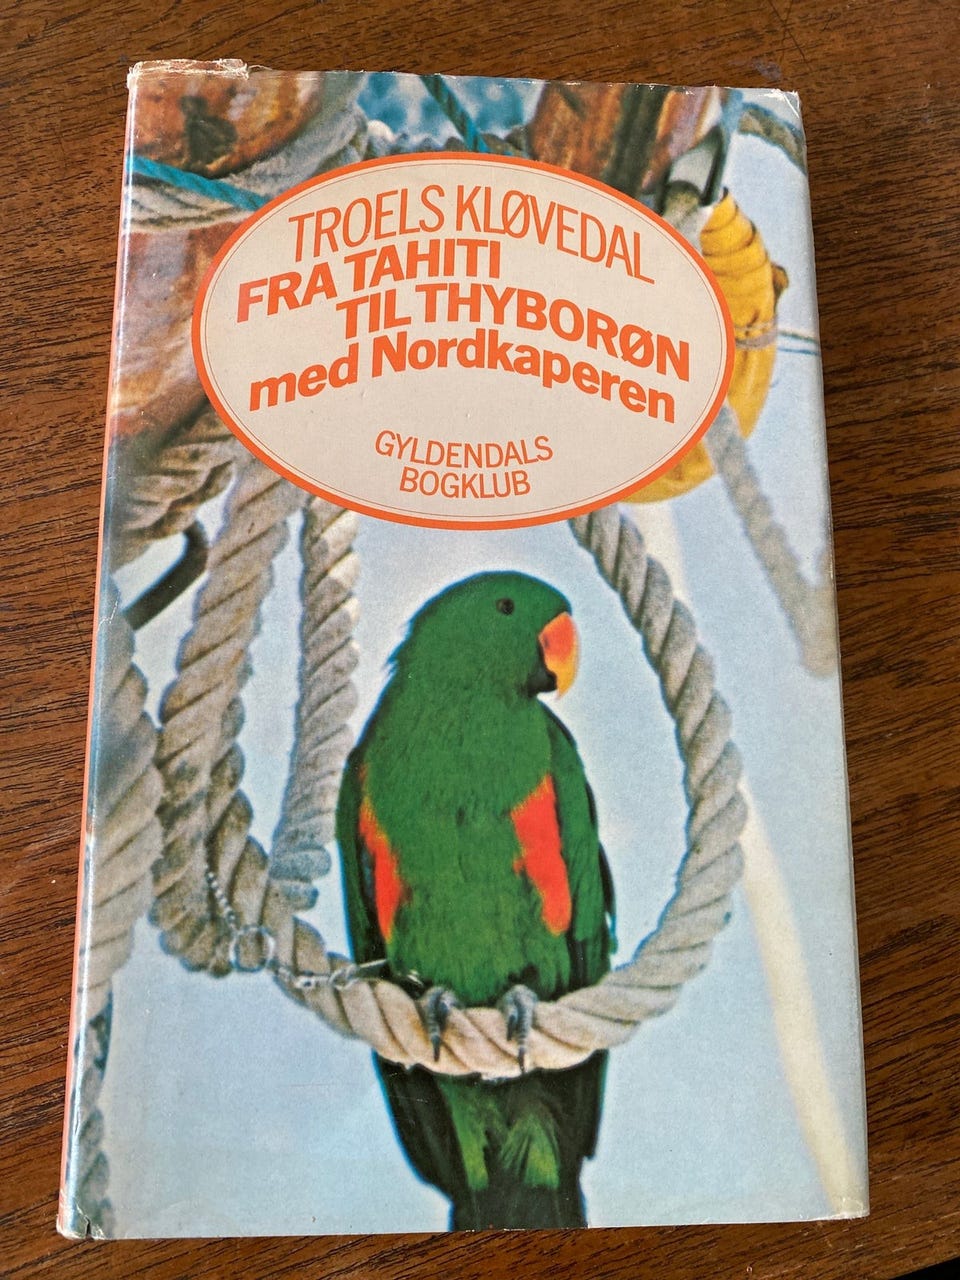 TROELS KLØVEDAL
FRA TAHITI
TIL THYBORØN
med Nordkaperen
GYLDENDALS
BOGKLUB